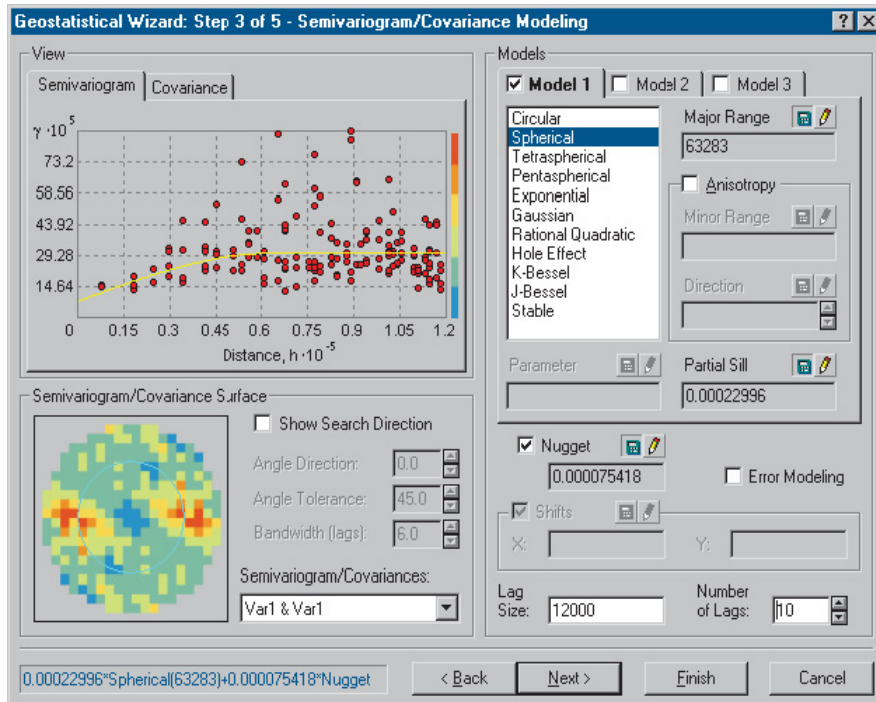 Geostatistical Wizard: Step 3 of 5 - Semivariogram/Covariance Modeling
View
Semivariogram
Covariance
γ ·10⁵
73.2
58.56
43.92
29.28
14.64
0 0.15 0.3 0.45 0.6 0.75 0.9 1.05 1.2
Distance, h ·10⁻⁵
Semivariogram/Covariance Surface
Show Search Direction
Angle Direction: 0.0
Angle Tolerance: 45.0
Bandwidth (lags): 6.0
Semivariogram/Covariances:
Var1 & Var1
Models
Model 1
Model 2
Model 3
Circular
Spherical
Tetraspherical
Pentaspherical
Exponential
Gaussian
Rational Quadratic
Hole Effect
K-Bessel
J-Bessel
Stable
Major Range
63283
Anisotropy
Minor Range
Direction
Parameter
Partial Sill
0.00022996
Nugget
0.000075418
Error Modeling
Shifts
X:
Y:
Lag Size: 12000
Number of Lags: 10
0.00022996*Spherical(63283)+0.000075418*Nugget
< Back
Next >
Finish
Cancel